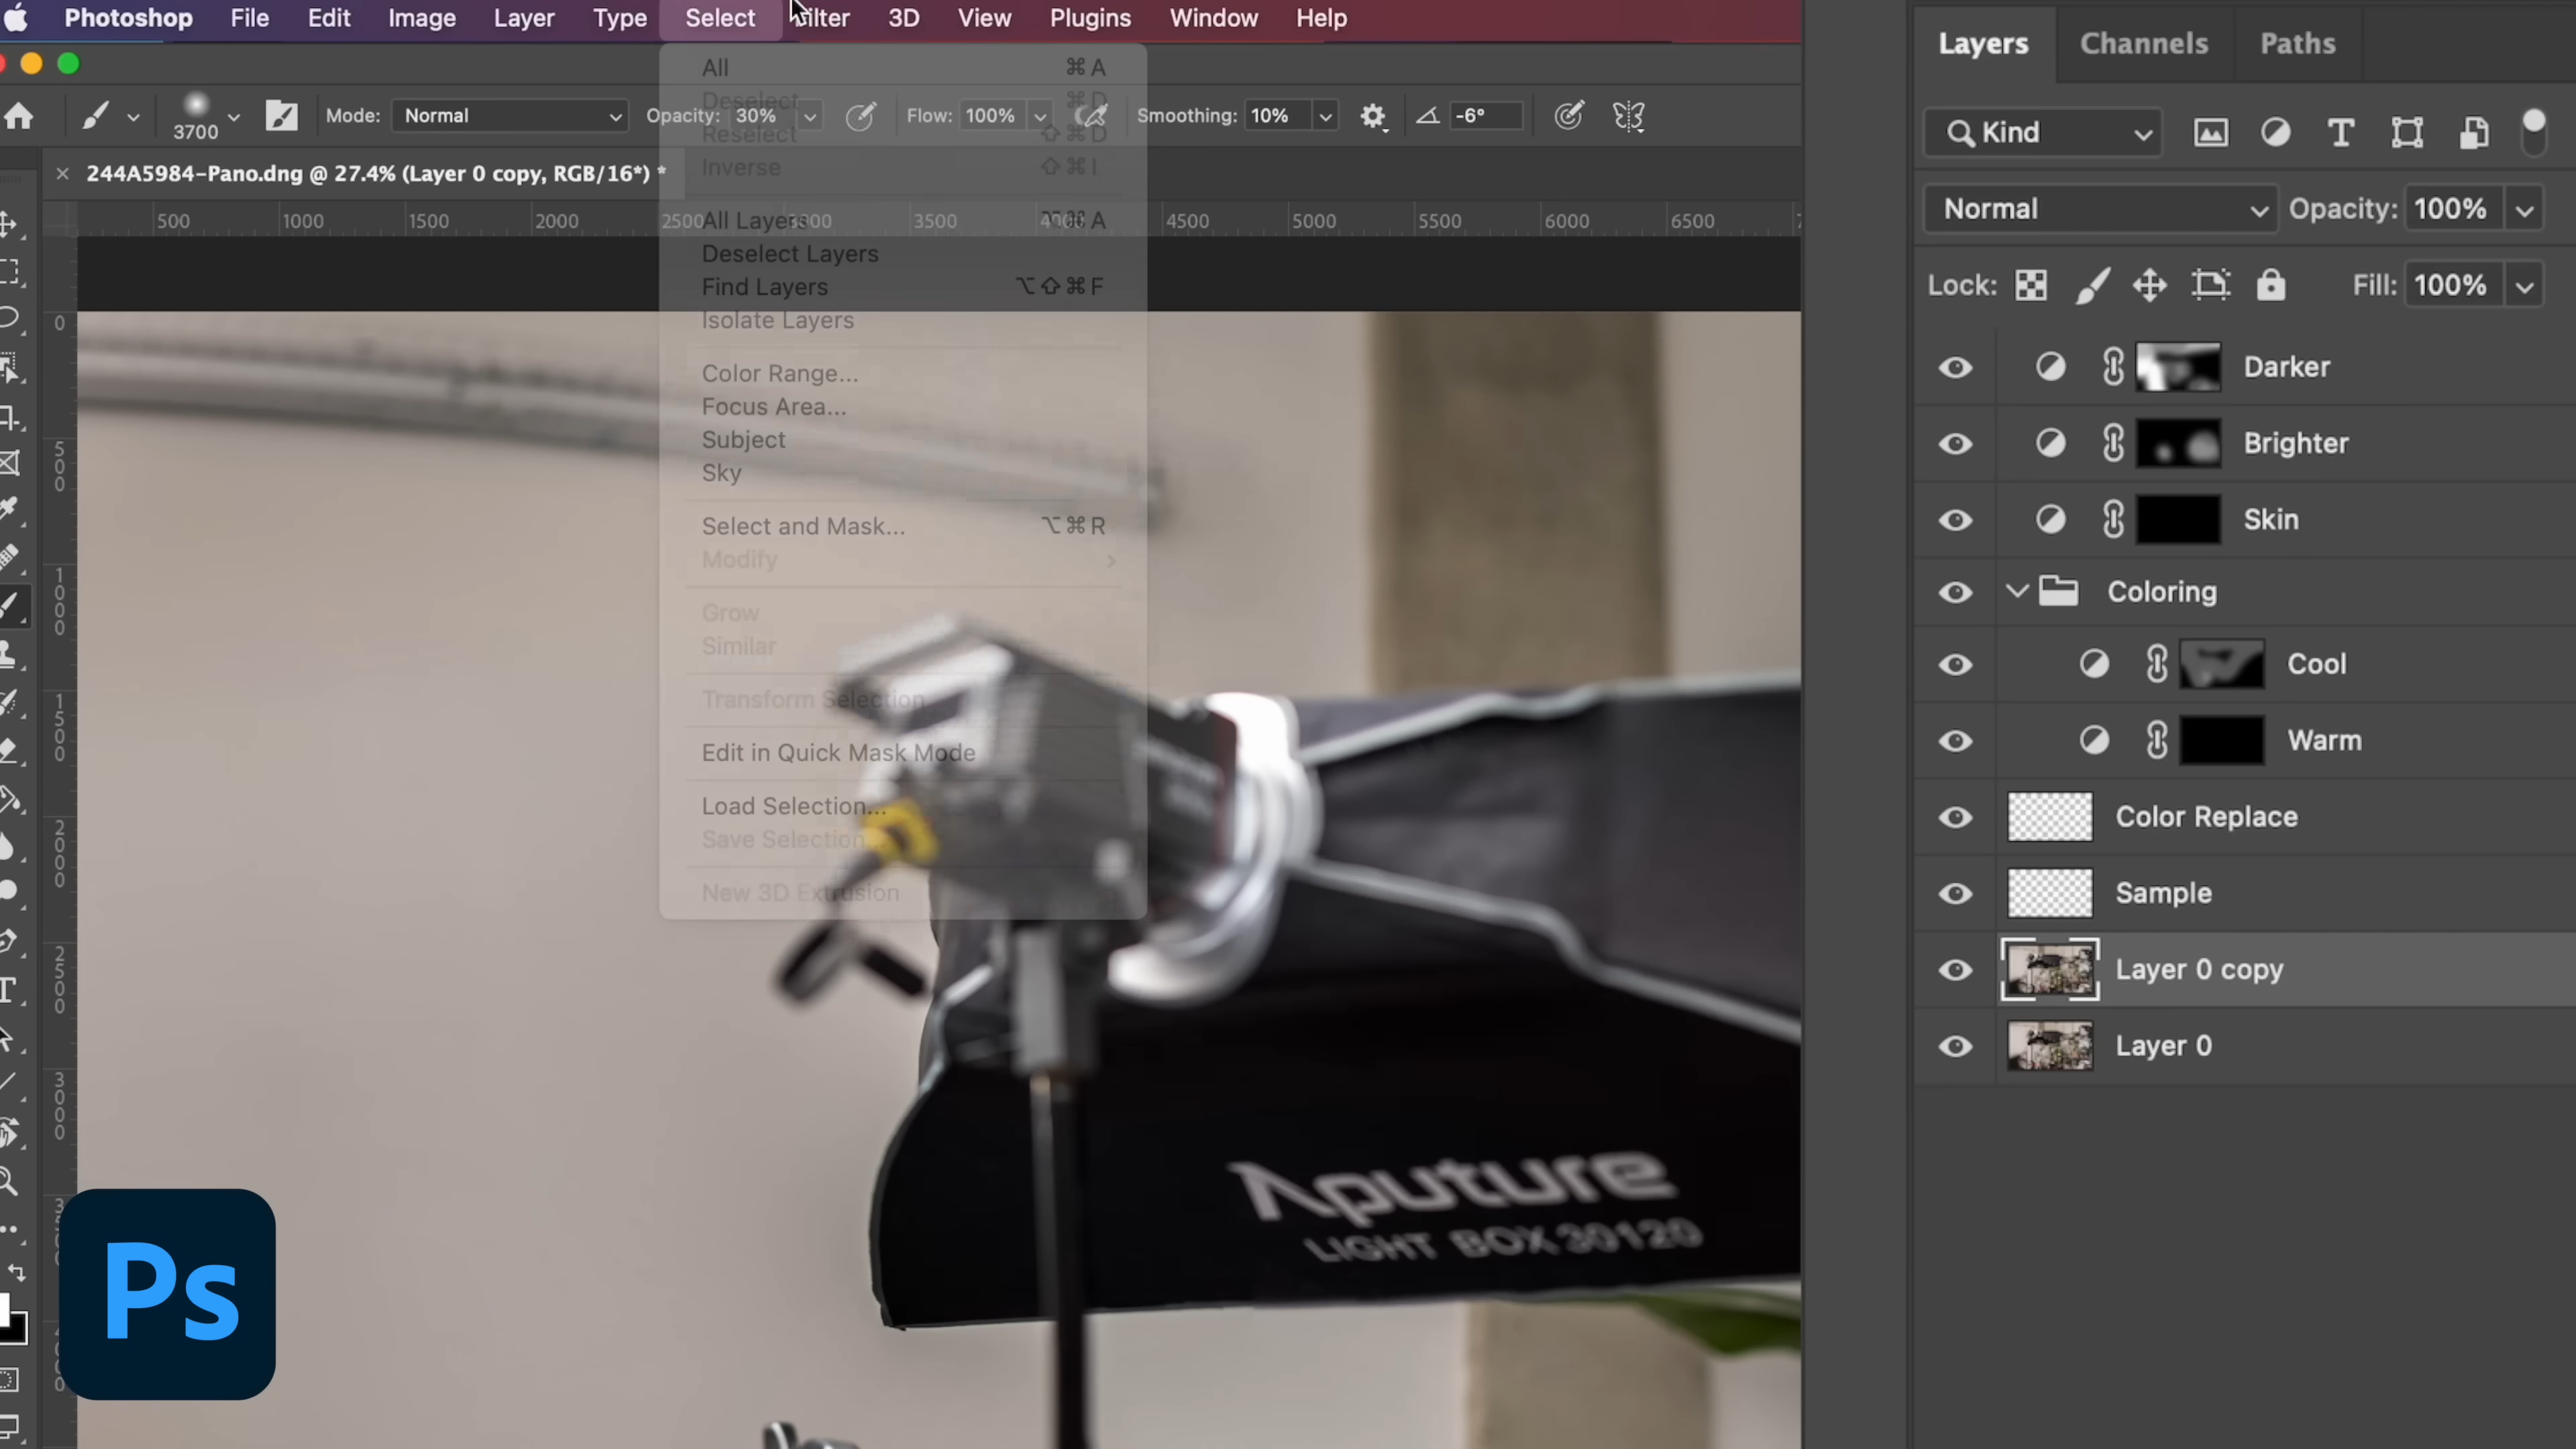 Photoshop File Edit Image Layer Type Select Filter 3D View Plugins Window Help
Mode: Normal Opacity: 30% Flow: 100% Smoothing: 10% -6°
3700
244A5984-Pano.dng @ 27.4% (Layer 0 copy, RGB/16*) *
500 1000 1500 2000 2500 3500 4000 4500 5000 5500 6000 6500
0
500
1000
1500
2000
2500
3000
All ⌘A
Deselect ⌘D
Reselect ⇧⌘D
Inverse ⇧⌘I
All Layers ⌥⌘A
Deselect Layers
Find Layers ⌥⇧⌘F
Isolate Layers
Color Range...
Focus Area...
Subject
Sky
Select and Mask... ⌥⌘R
Modify
Grow
Similar
Transform Selection
Edit in Quick Mask Mode
Load Selection...
Save Selection...
New 3D Extrusion
Aputure
LIGHT BOX 30120
Ps
Layers Channels Paths
Kind
Normal Opacity: 100%
Lock: Fill: 100%
Darker
Brighter
Skin
Coloring
Cool
Warm
Color Replace
Sample
Layer 0 copy
Layer 0